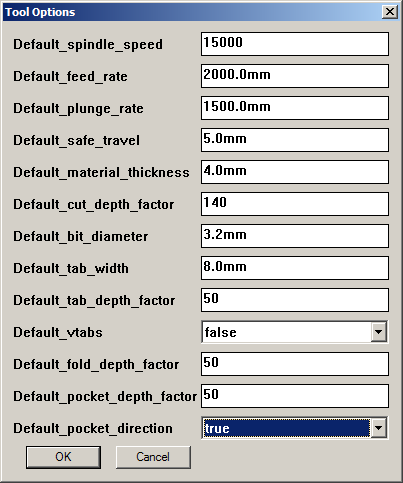 Tool Options
Default_spindle_speed 15000
Default_feed_rate 2000.0mm
Default_plunge_rate 1500.0mm
Default_safe_travel 5.0mm
Default_material_thickness 4.0mm
Default_cut_depth_factor 140
Default_bit_diameter 3.2mm
Default_tab_width 8.0mm
Default_tab_depth_factor 50
Default_vtabs false
Default_fold_depth_factor 50
Default_pocket_depth_factor 50
Default_pocket_direction true
OK Cancel